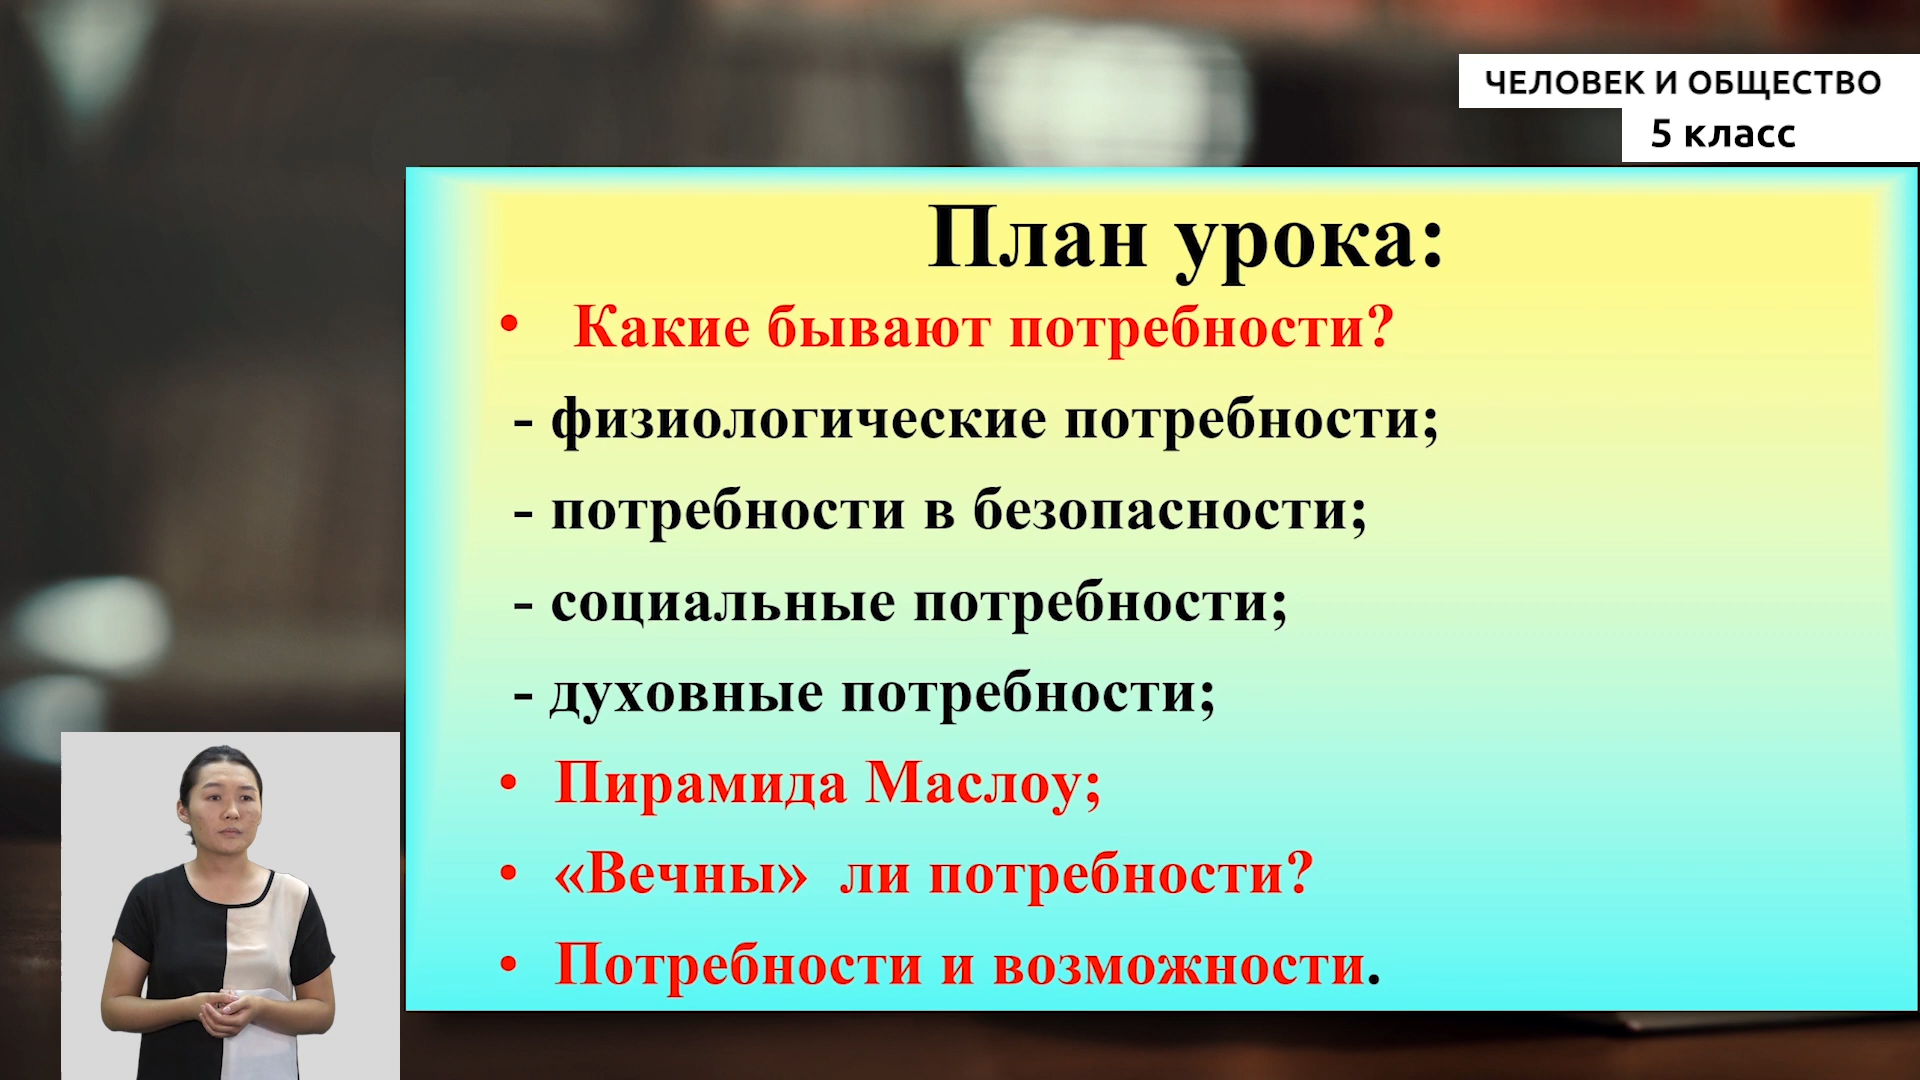 ЧЕЛОВЕК И ОБЩЕСТВО
5 класс
План урока:
• Какие бывают потребности?
- физиологические потребности;
- потребности в безопасности;
- социальные потребности;
- духовные потребности;
• Пирамида Маслоу;
• «Вечны» ли потребности?
• Потребности и возможности.